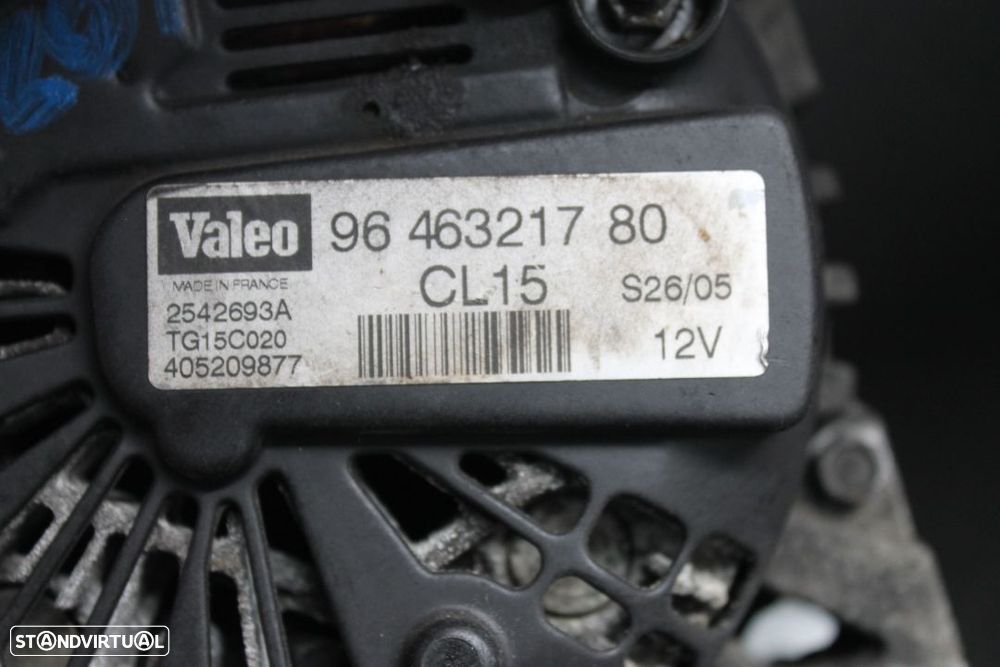 Valeo 96 463217 80
MADE IN FRANCE
CL15
S26/05
2542693A
TG15C020
405209877
12V
STANDVIRTUAL